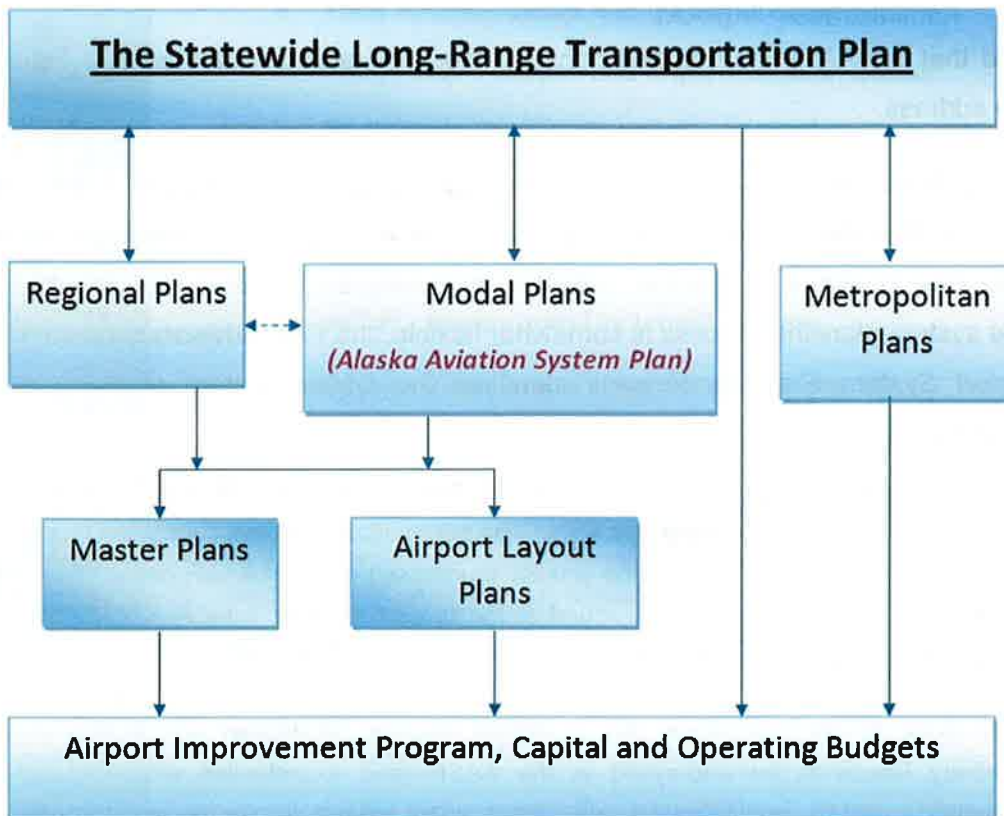 The Statewide Long-Range Transportation Plan
Regional Plans
Modal Plans
(Alaska Aviation System Plan)
Metropolitan
Plans
Master Plans
Airport Layout
Plans
Airport Improvement Program, Capital and Operating Budgets